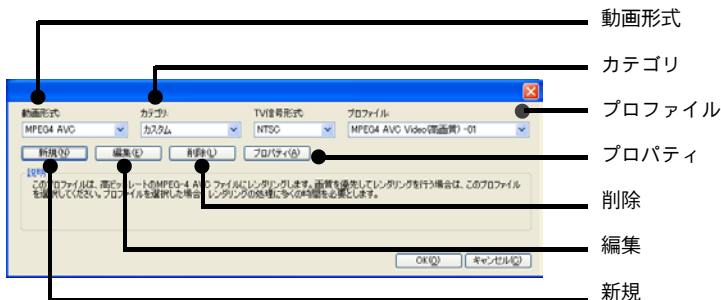 動画形式
カテゴリ
プロファイル
プロパティ
削除
編集
新規
動画形式: カテゴリ: TV信号形式: プロファイル:
MPEG4 AVC カスタム NTSC MPEG4 AVC Video(高画質) -01
新規(N) 編集(E) 削除(L) プロパティ(A)
説明
このプロファイルは、高ビットレートのMPEG-4 AVC ファイルにレンダリングします。画質を優先してレンダリングを行う場合は、このプロファイル
を選択してください。プロファイルを選択した場合、レンダリングの処理に多くの時間を必要とします。
OK(O) キャンセル(C)